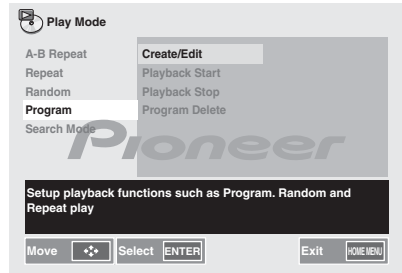 Play Mode
A-B Repeat
Repeat
Random
Program
Search Mode
Create/Edit
Playback Start
Playback Stop
Program Delete
Pioneer
Setup playback functions such as Program. Random and
Repeat play
Move
Select ENTER
Exit HOME MENU